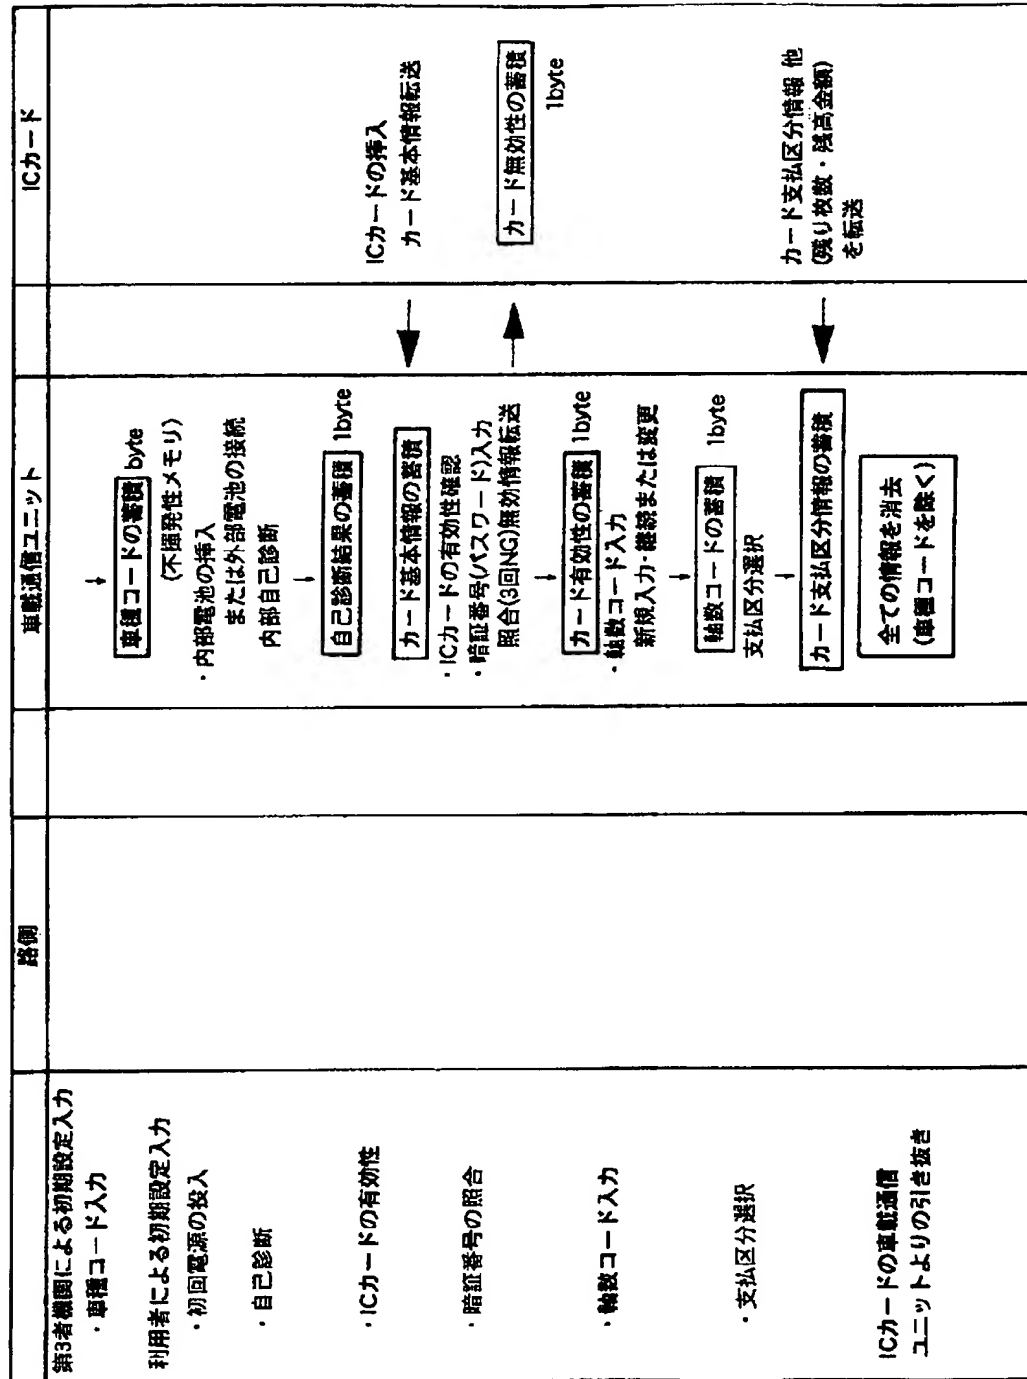 路側
車載通信ユニット
ICカード
第3者機関による初期設定入力
・車種コード入力
車種コードの蓄積 byte
(不揮発性メモリ)
利用者による初期設定入力
・初回電源の投入
・内部電池の挿入
または外部電池の接続
内部自己診断
・自己診断
自己診断結果の蓄積 1byte
・ICカードの有効性
カード基本情報の蓄積
ICカードの挿入
カード基本情報転送
・ICカードの有効性確認
・暗証番号の照合
・暗証番号(パスワード)入力
照合(3回NG)無効情報転送
カード無効性の蓄積
1byte
カード有効性の蓄積 1byte
・軸数コード入力
・軸数コード入力
新規入力・継続または変更
軸数コードの蓄積 1byte
・支払区分選択
支払区分選択
カード支払区分情報の蓄積
カード支払区分情報 他
(残り枚数・残高金額)
を転送
ICカードの車載通信
ユニットよりの引き抜き
全ての情報を消去
(車種コードを除く)